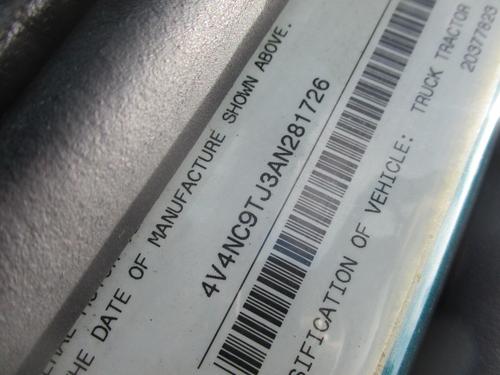 THE DATE OF MANUFACTURE SHOWN ABOVE.
4V4NC9TJ3AN281726
SIFICATION OF VEHICLE: TRUCK TRACTOR
20377823